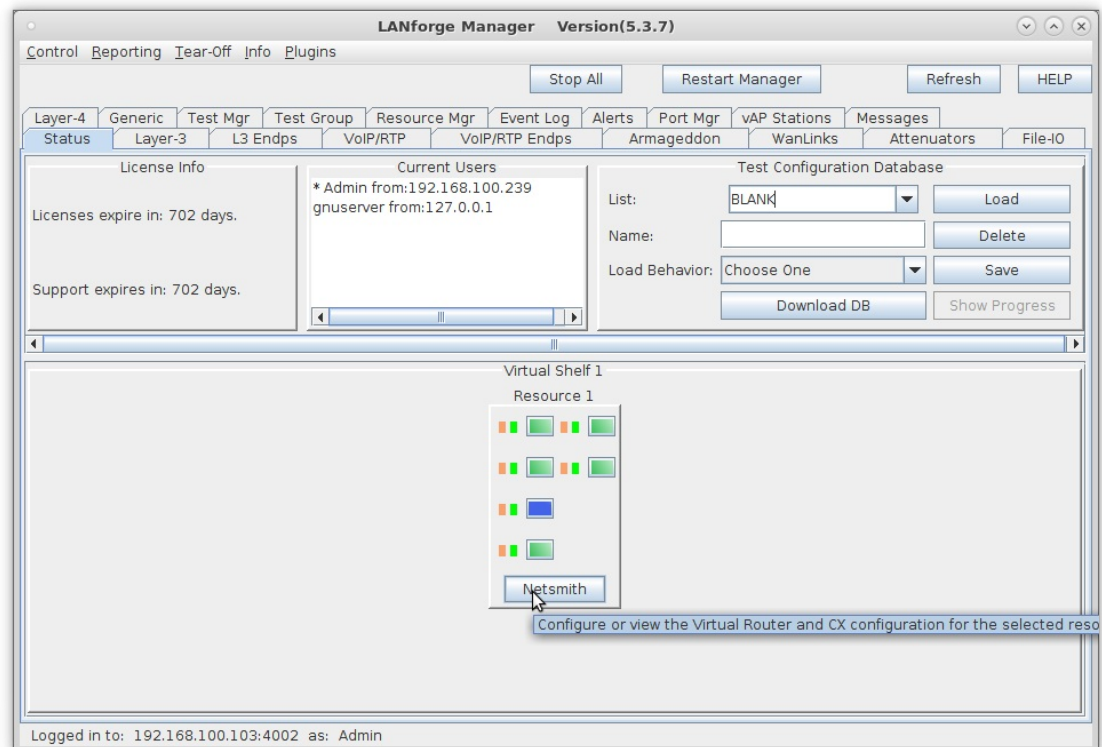 LANforge Manager Version(5.3.7)
Control Reporting Tear-Off Info Plugins
Stop All Restart Manager Refresh HELP
Layer-4 Generic Test Mgr Test Group Resource Mgr Event Log Alerts Port Mgr vAP Stations Messages
Status Layer-3 L3 Endps VoIP/RTP VoIP/RTP Endps Armageddon WanLinks Attenuators File-IO
License Info
Licenses expire in: 702 days.
Support expires in: 702 days.
Current Users
* Admin from:192.168.100.239
gnuserver from:127.0.0.1
Test Configuration Database
List: BLANK Load
Name: Delete
Load Behavior: Choose One Save
Download DB Show Progress
Virtual Shelf 1
Resource 1
Netsmith
Configure or view the Virtual Router and CX configuration for the selected reso
Logged in to: 192.168.100.103:4002 as: Admin